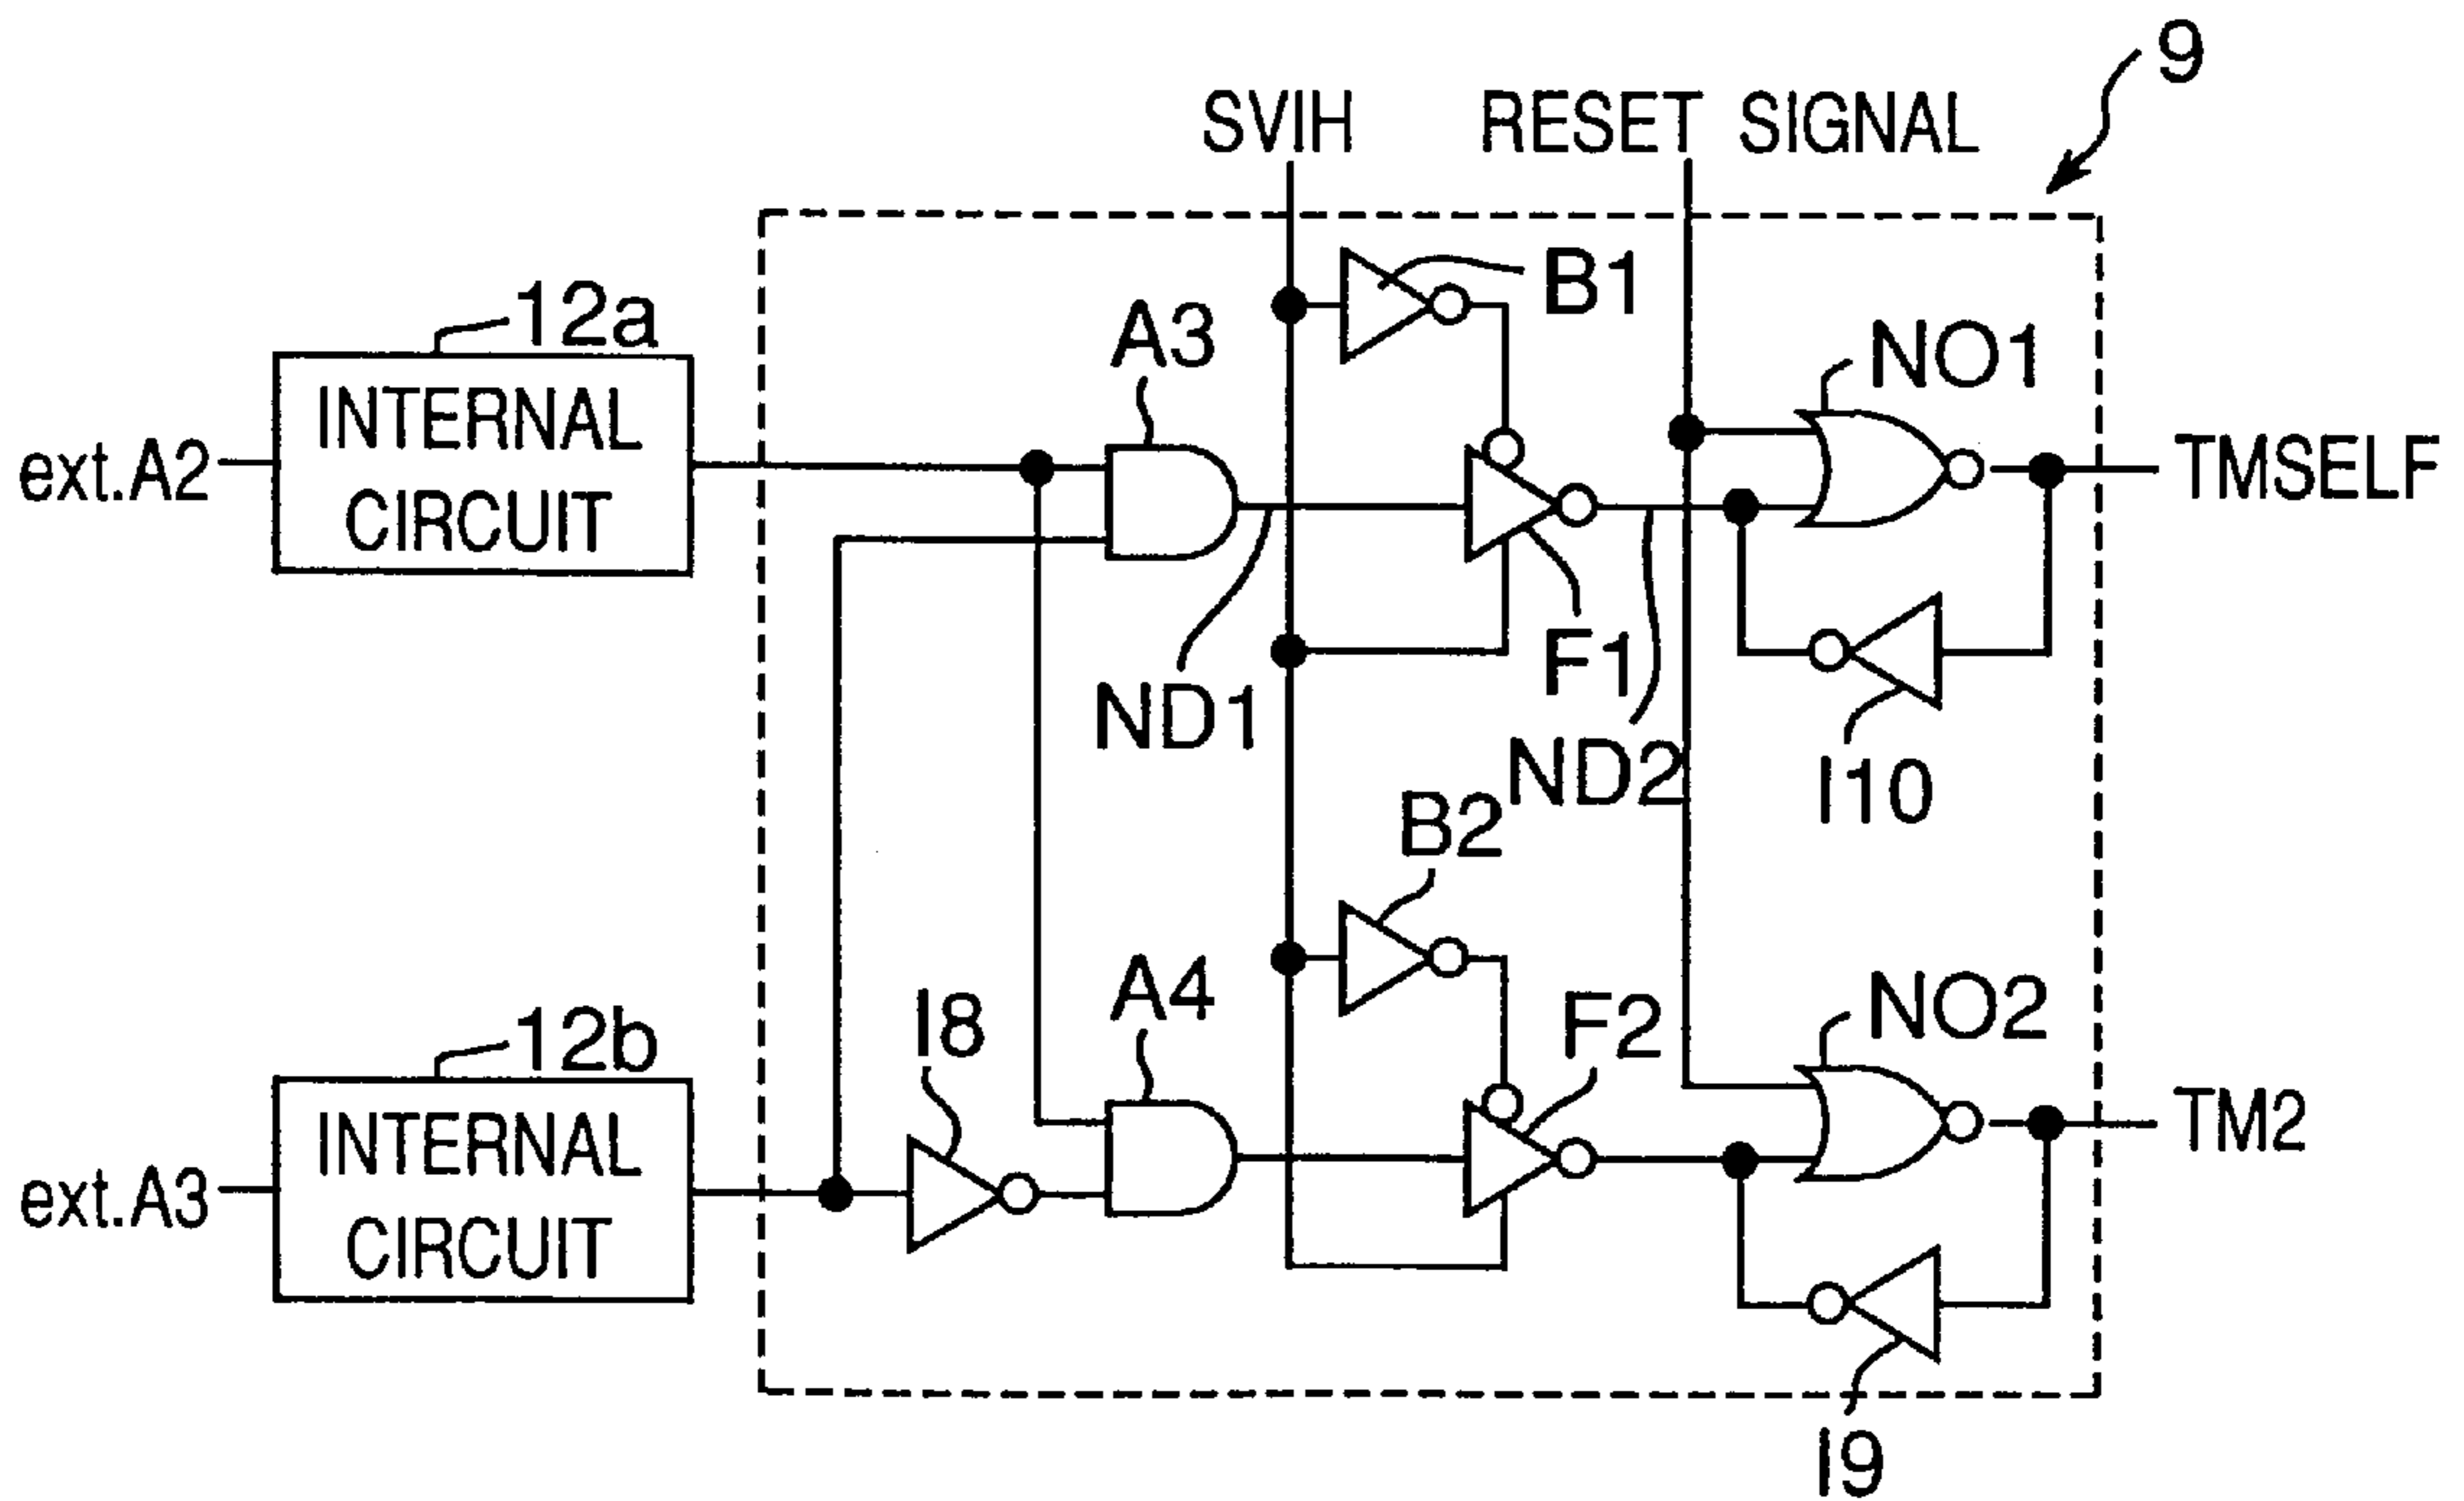 9
SVIH
RESET SIGNAL
B1
12a
A3
NO1
INTERNAL
CIRCUIT
ext.A2
TMSELF
F1
ND1
ND2
I10
B2
A4
I8
F2
NO2
12b
INTERNAL
CIRCUIT
ext.A3
TM2
I9